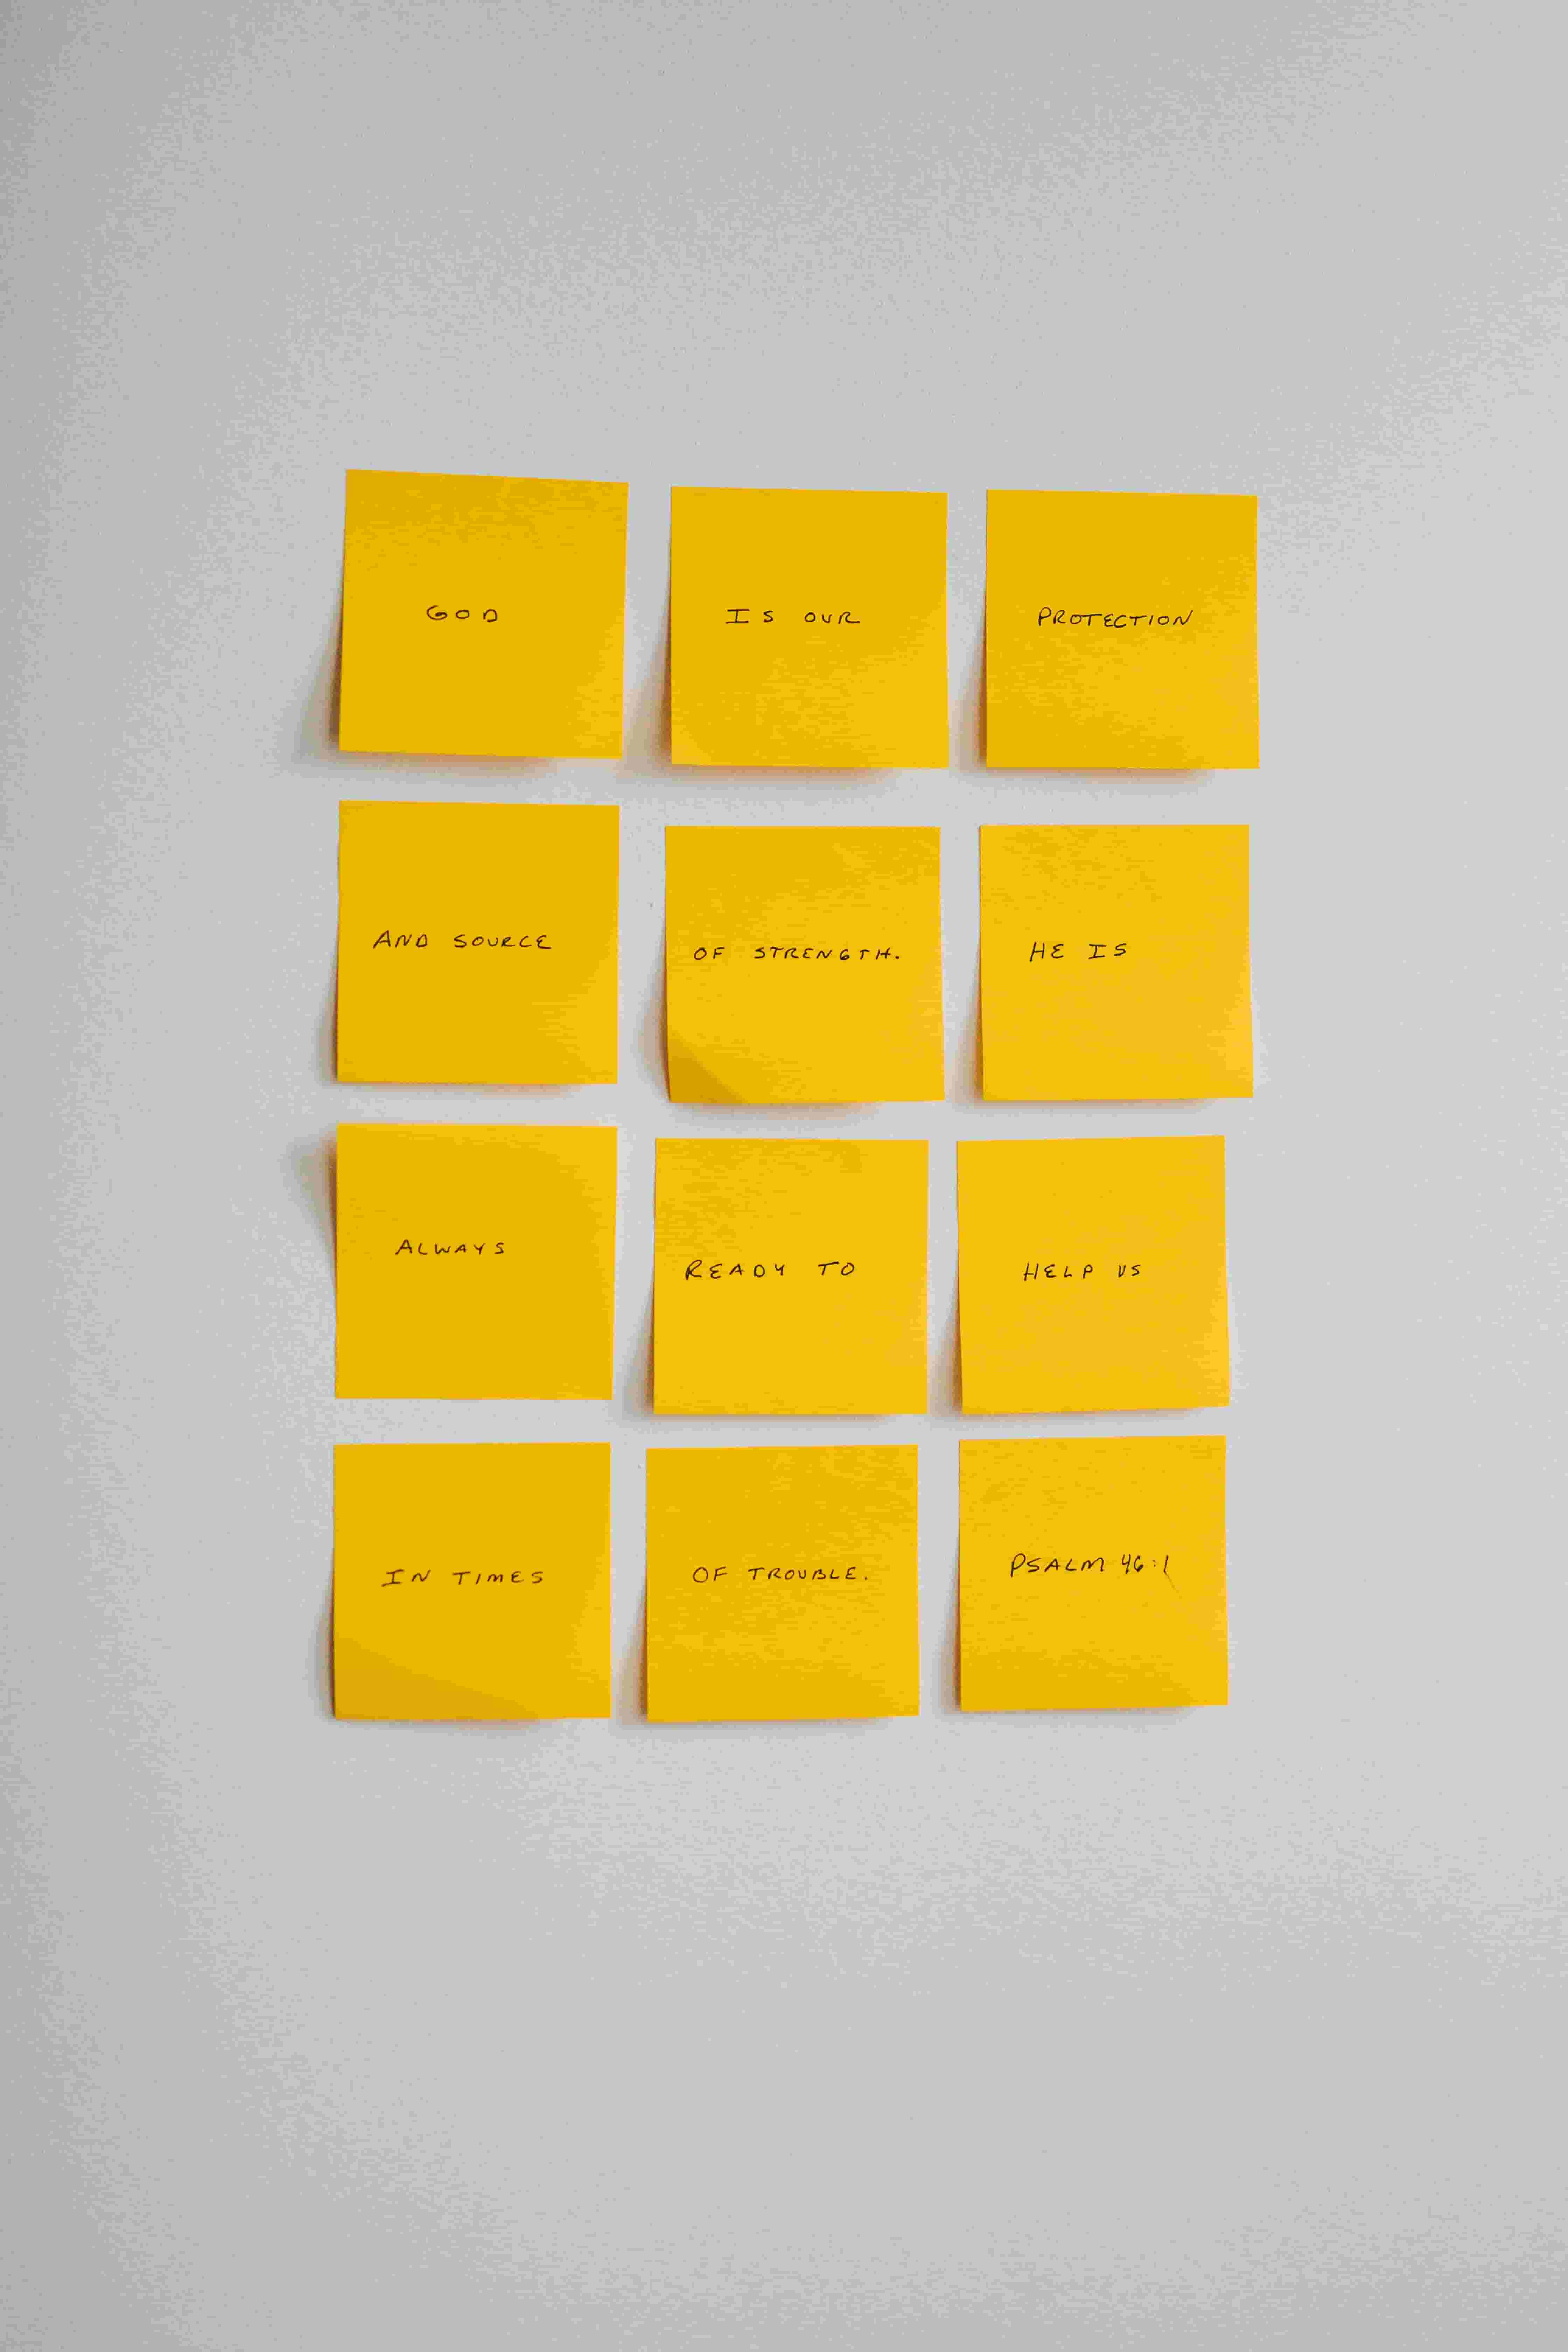 GOD
IS OUR
PROTECTION
AND SOURCE
OF STRENGTH.
HE IS
ALWAYS
READY TO
HELP US
IN TIMES
OF TROUBLE.
PSALM 46:1